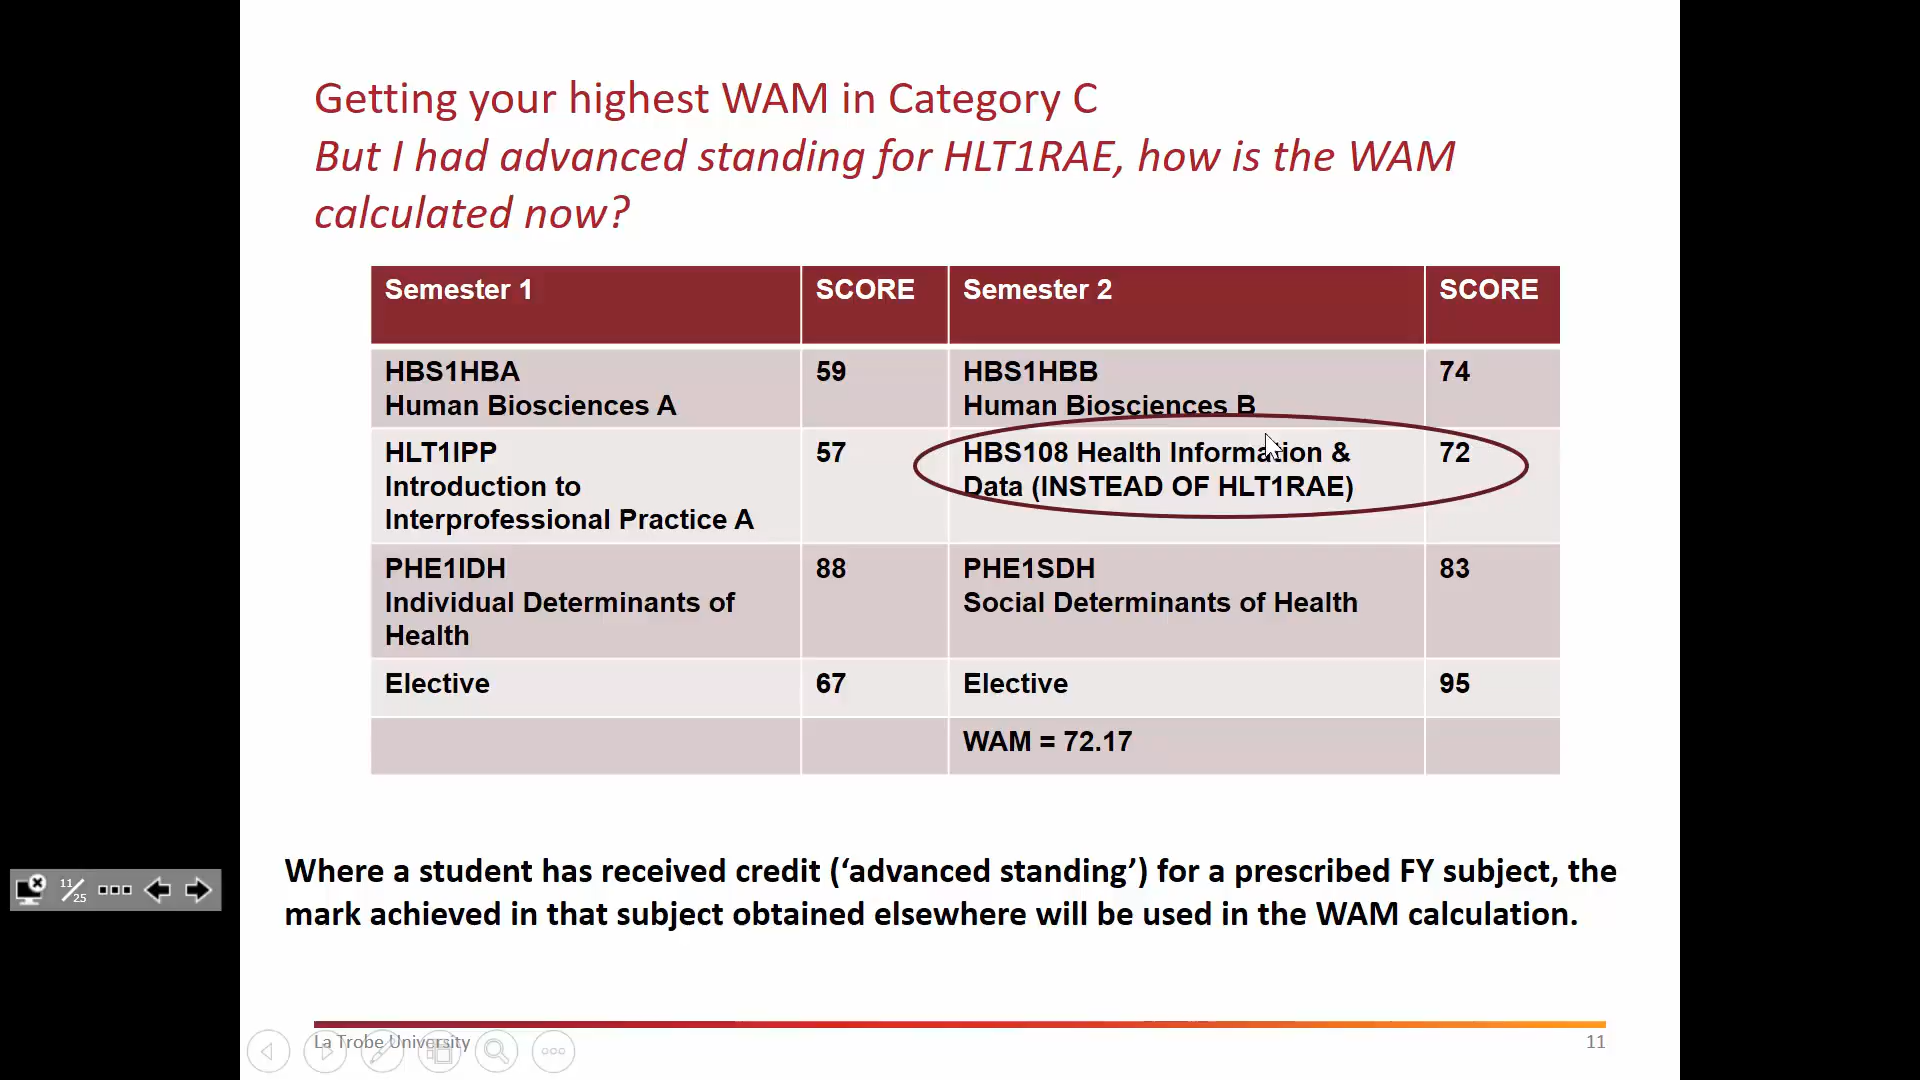 Getting your highest WAM in Category C
But I had advanced standing for HLT1RAE, how is the WAM
calculated now?
Semester 1 SCORE Semester 2 SCORE
HBS1HBA 59 HBS1HBB 74
Human Biosciences A Human Biosciences B
HLT1IPP 57 HBS108 Health Information & 72
Introduction to Data (INSTEAD OF HLT1RAE)
Interprofessional Practice A
PHE1IDH 88 PHE1SDH 83
Individual Determinants of Social Determinants of Health
Health
Elective 67 Elective 95
WAM = 72.17
Where a student has received credit (‘advanced standing’) for a prescribed FY subject, the
mark achieved in that subject obtained elsewhere will be used in the WAM calculation.
11/25
La Trobe University 11